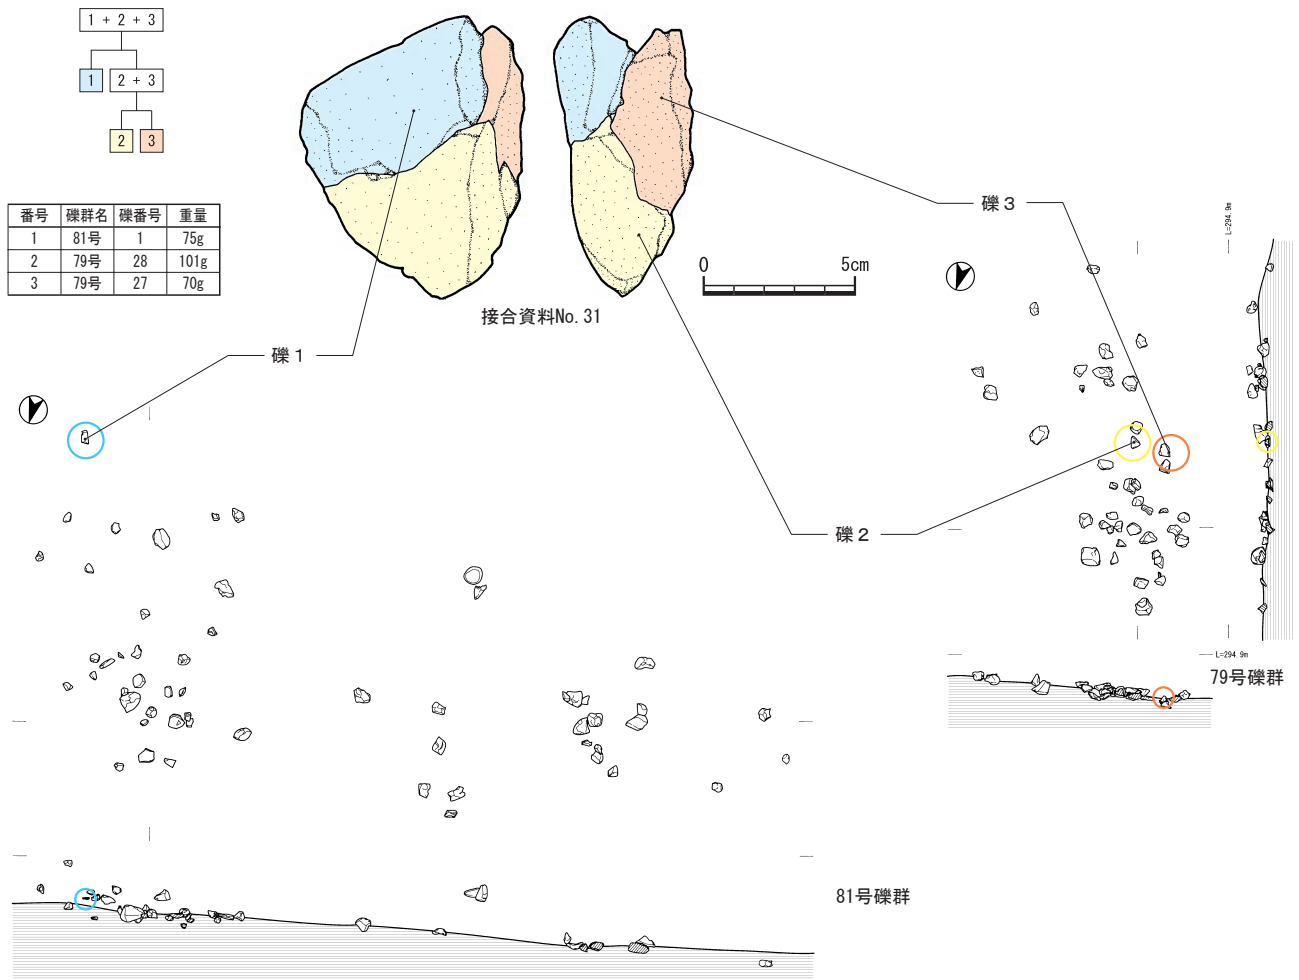 1 + 2 + 3
1
2 + 3
2
3
番号 礫群名 礫番号 重量
1 81号 1 75g
2 79号 28 101g
3 79号 27 70g
接合資料No.31
0 5cm
礫1
礫2
礫3
L=294.9m
L=294.9m
79号礫群
81号礫群